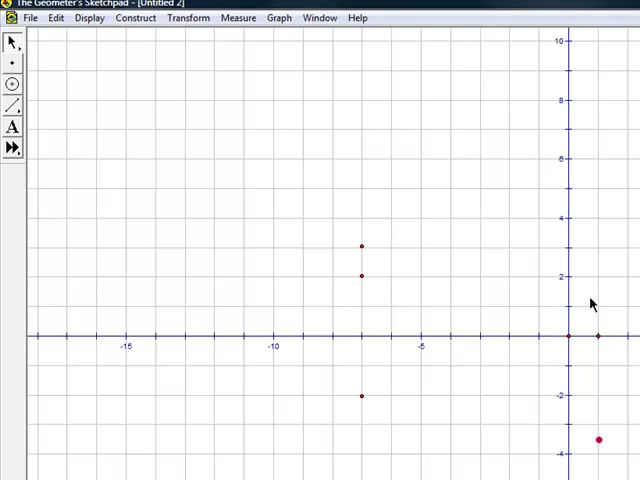 The Geometer's Sketchpad - [Untitled 2]
File Edit Display Construct Transform Measure Graph Window Help
A
10
8
6
4
2
-15 -10 -5
-2
-4